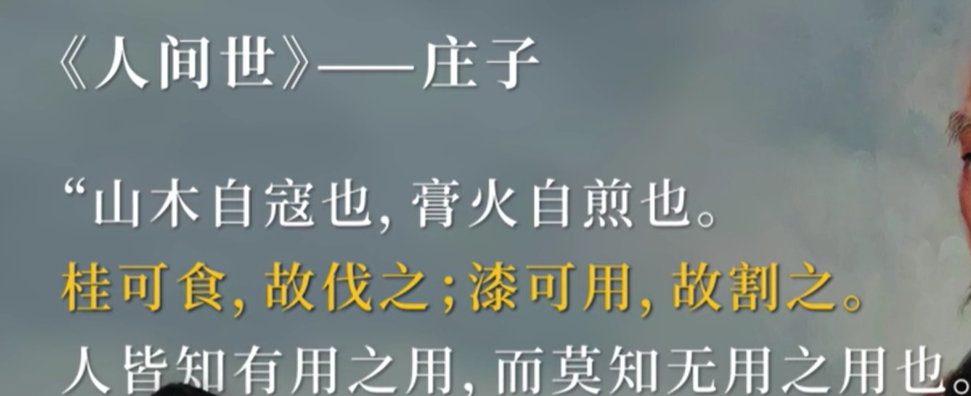 《人间世》——庄子
“山木自寇也，膏火自煎也。
桂可食，故伐之；漆可用，故割之。
人皆知有用之用，而莫知无用之用也。